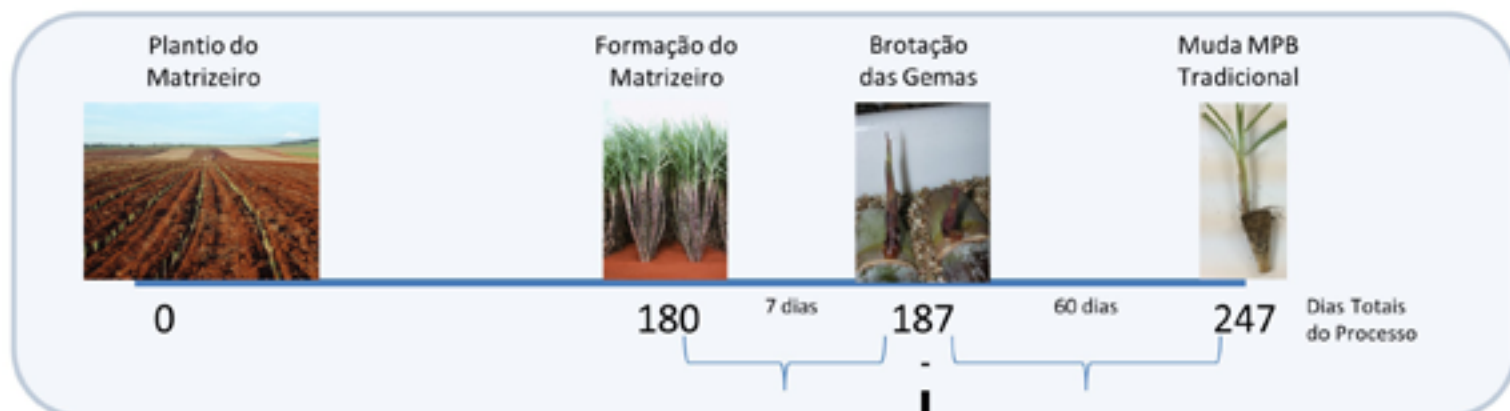 Plantio do
Matrizeiro
Formação do
Matrizeiro
Brotação
das Gemas
Muda MPB
Tradicional
0
180
7 dias
187
60 dias
247
Dias Totais
do Processo